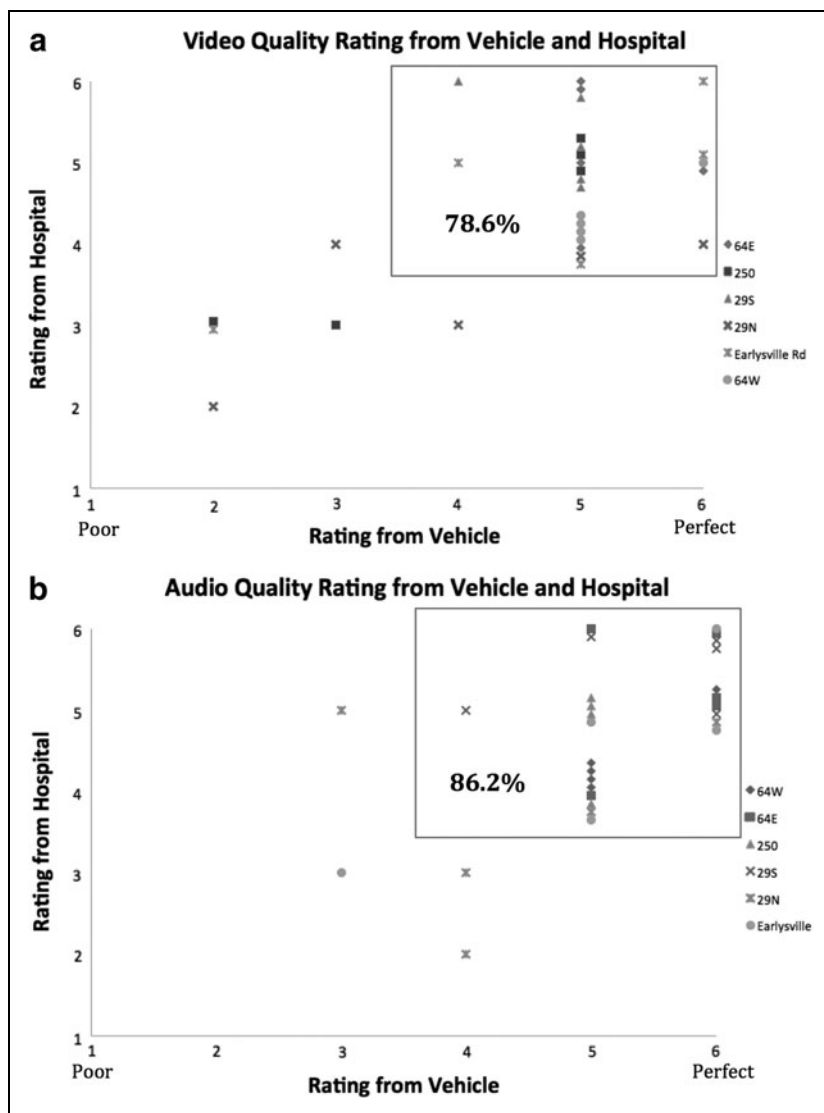 a
Video Quality Rating from Vehicle and Hospital
6
5
4
3
2
1
Rating from Hospital
78.6%
64E
250
29S
29N
Earlysville Rd
64W
1 2 3 4 5 6
Poor Perfect
Rating from Vehicle
b
Audio Quality Rating from Vehicle and Hospital
6
5
4
3
2
1
Rating from Hospital
86.2%
64W
64E
250
29S
29N
Earlysville
1 2 3 4 5 6
Poor Perfect
Rating from Vehicle